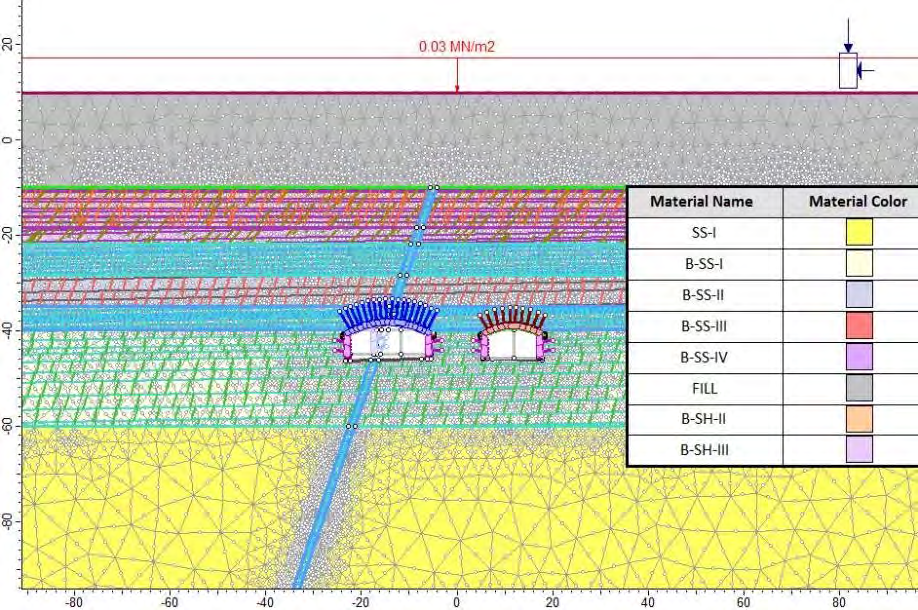 0.03 MN/m2
20
0
-20
-40
-60
-80
Material Name Material Color
SS-I
B-SS-I
B-SS-II
B-SS-III
B-SS-IV
FILL
B-SH-II
B-SH-III
-80 -60 -40 -20 0 20 40 60 80